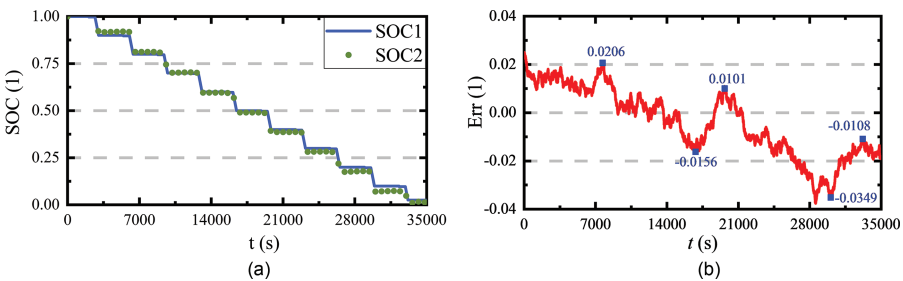 1.00
0.75
0.50
0.25
0.00
SOC (1)
SOC1
SOC2
0 7000 14000 21000 28000 35000
t (s)
(a)
0.04
0.02
0.00
-0.02
-0.04
Err (1)
0.0206
0.0101
-0.0156
-0.0108
-0.0349
0 7000 14000 21000 28000 35000
t (s)
(b)